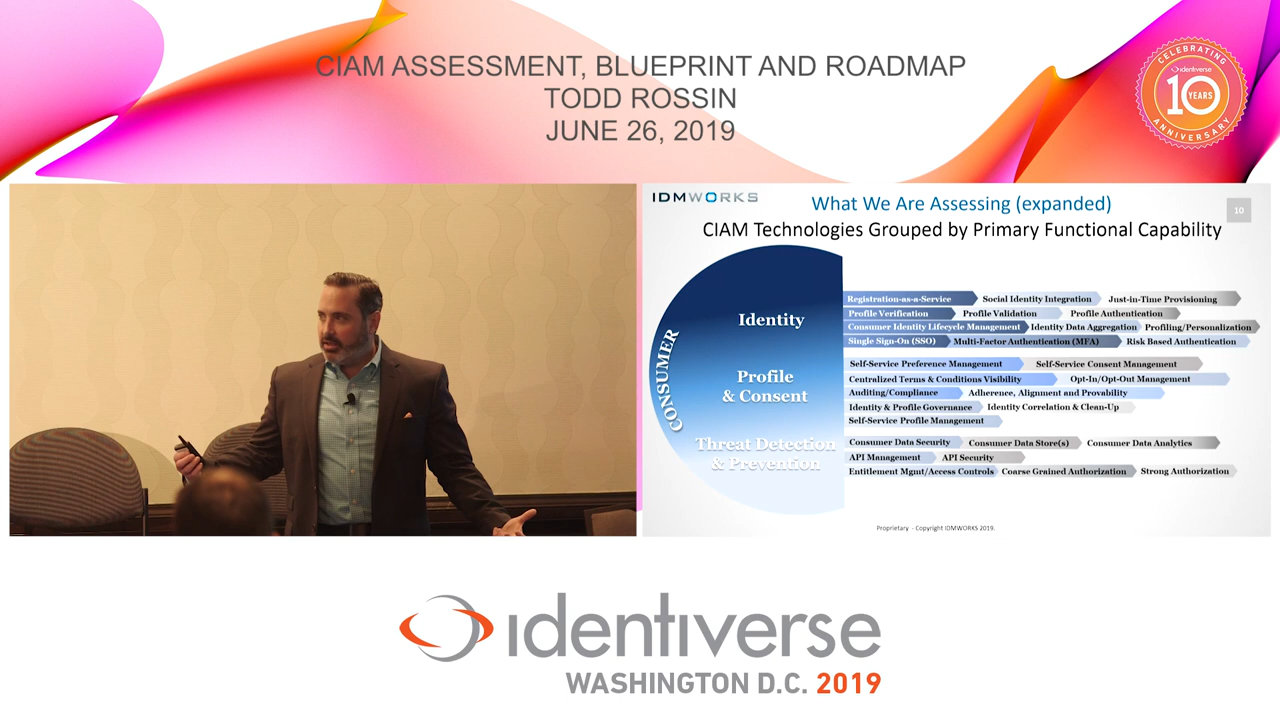 CIAM ASSESSMENT, BLUEPRINT AND ROADMAP
TODD ROSSIN
JUNE 26, 2019
CELEBRATING
identiverse
10 YEARS
ANNIVERSARY
IDMWORKS
What We Are Assessing (expanded)
10
CIAM Technologies Grouped by Primary Functional Capability
CONSUMER
Identity
Registration-as-a-Service Social Identity Integration Just-in-Time Provisioning
Profile Verification Profile Validation Profile Authentication
Consumer Identity Lifecycle Management Identity Data Aggregation Profiling/Personalization
Single Sign-On (SSO) Multi-Factor Authentication (MFA) Risk Based Authentication
Profile
& Consent
Self-Service Preference Management Self-Service Consent Management
Centralized Terms & Conditions Visibility Opt-In/Opt-Out Management
Auditing/Compliance Adherence, Alignment and Provability
Identity & Profile Governance Identity Correlation & Clean-Up
Self-Service Profile Management
Threat Detection
& Prevention
Consumer Data Security Consumer Data Store(s) Consumer Data Analytics
API Management API Security
Entitlement Mgmt/Access Controls Coarse Grained Authorization Strong Authorization
Proprietary - Copyright IDMWORKS 2019.
identiverse
WASHINGTON D.C. 2019